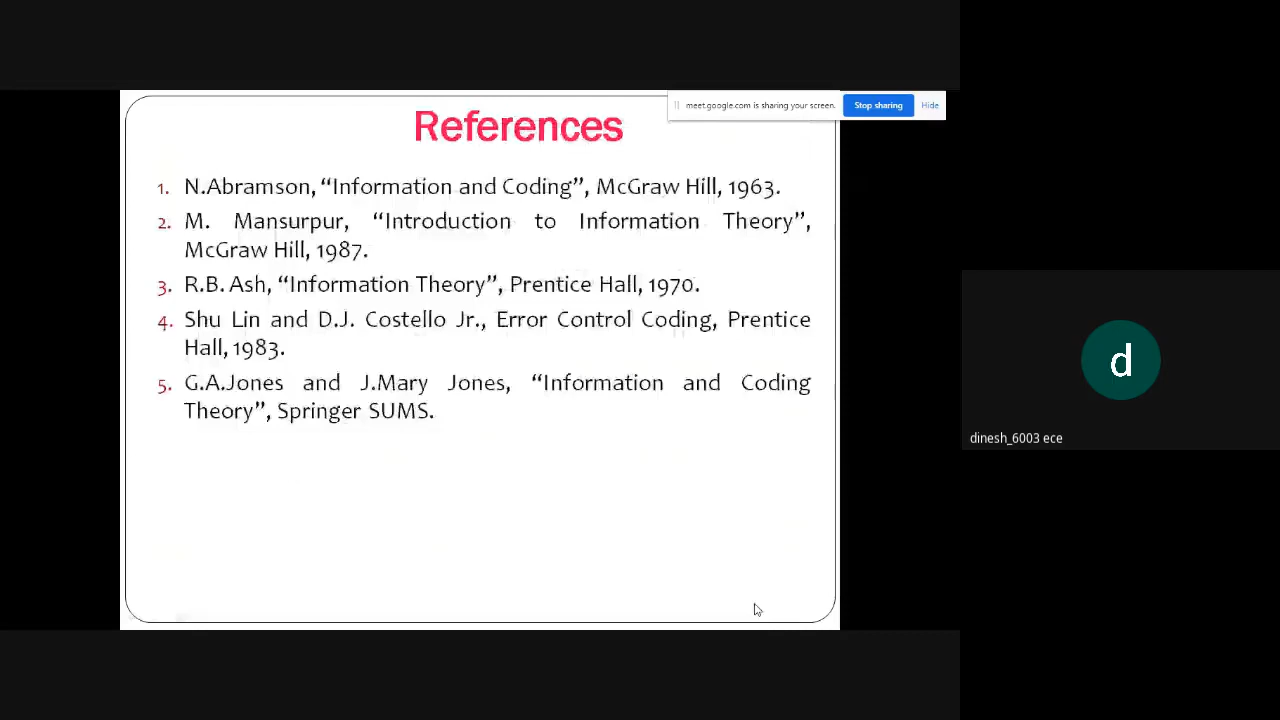 meet.google.com is sharing your screen.
Stop sharing
Hide
References
1. N.Abramson, “Information and Coding”, McGraw Hill, 1963.
2. M. Mansurpur, “Introduction to Information Theory”,
McGraw Hill, 1987.
3. R.B. Ash, “Information Theory”, Prentice Hall, 1970.
4. Shu Lin and D.J. Costello Jr., Error Control Coding, Prentice
Hall, 1983.
5. G.A.Jones and J.Mary Jones, “Information and Coding
Theory”, Springer SUMS.
d
dinesh_6003 ece